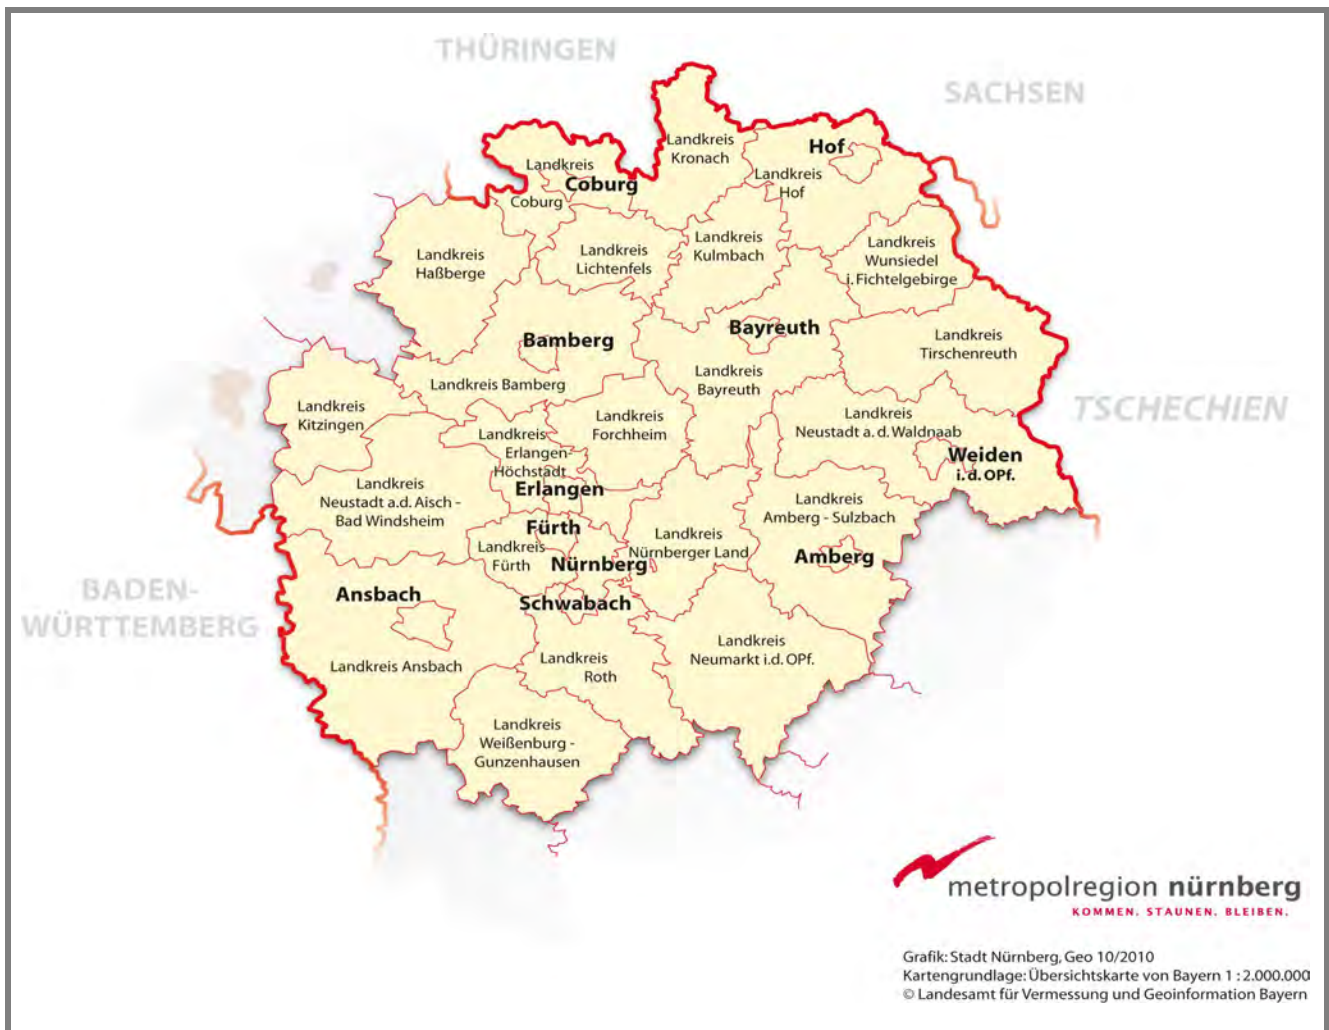 THÜRINGEN
SACHSEN
Landkreis
Kronach
Hof
Landkreis
Hof
Landkreis
Coburg
Coburg
Landkreis
Haßberge
Landkreis
Lichtenfels
Landkreis
Kulmbach
Landkreis
Wunsiedel
i. Fichtelgebirge
Bamberg
Landkreis Bamberg
Bayreuth
Landkreis
Bayreuth
Landkreis
Tirschenreuth
TSCHECHIEN
Landkreis
Kitzingen
Landkreis
Erlangen-
Höchstadt
Landkreis
Forchheim
Landkreis
Neustadt a. d. Waldnaab
Weiden
i. d. OPf.
Landkreis
Neustadt a.d. Aisch -
Bad Windsheim
Erlangen
Fürth
Landkreis
Fürth
Nürnberg
Landkreis
Nürnberger Land
Landkreis
Amberg - Sulzbach
Amberg
BADEN-
WÜRTTEMBERG
Ansbach
Landkreis Ansbach
Schwabach
Landkreis
Roth
Landkreis
Neumarkt i.d. OPf.
Landkreis
Weißenburg -
Gunzenhausen
metropolregion nürnberg
KOMMEN. STAUNEN. BLEIBEN.
Grafik: Stadt Nürnberg, Geo 10/2010
Kartengrundlage: Übersichtskarte von Bayern 1 : 2.000.000
© Landesamt für Vermessung und Geoinformation Bayern